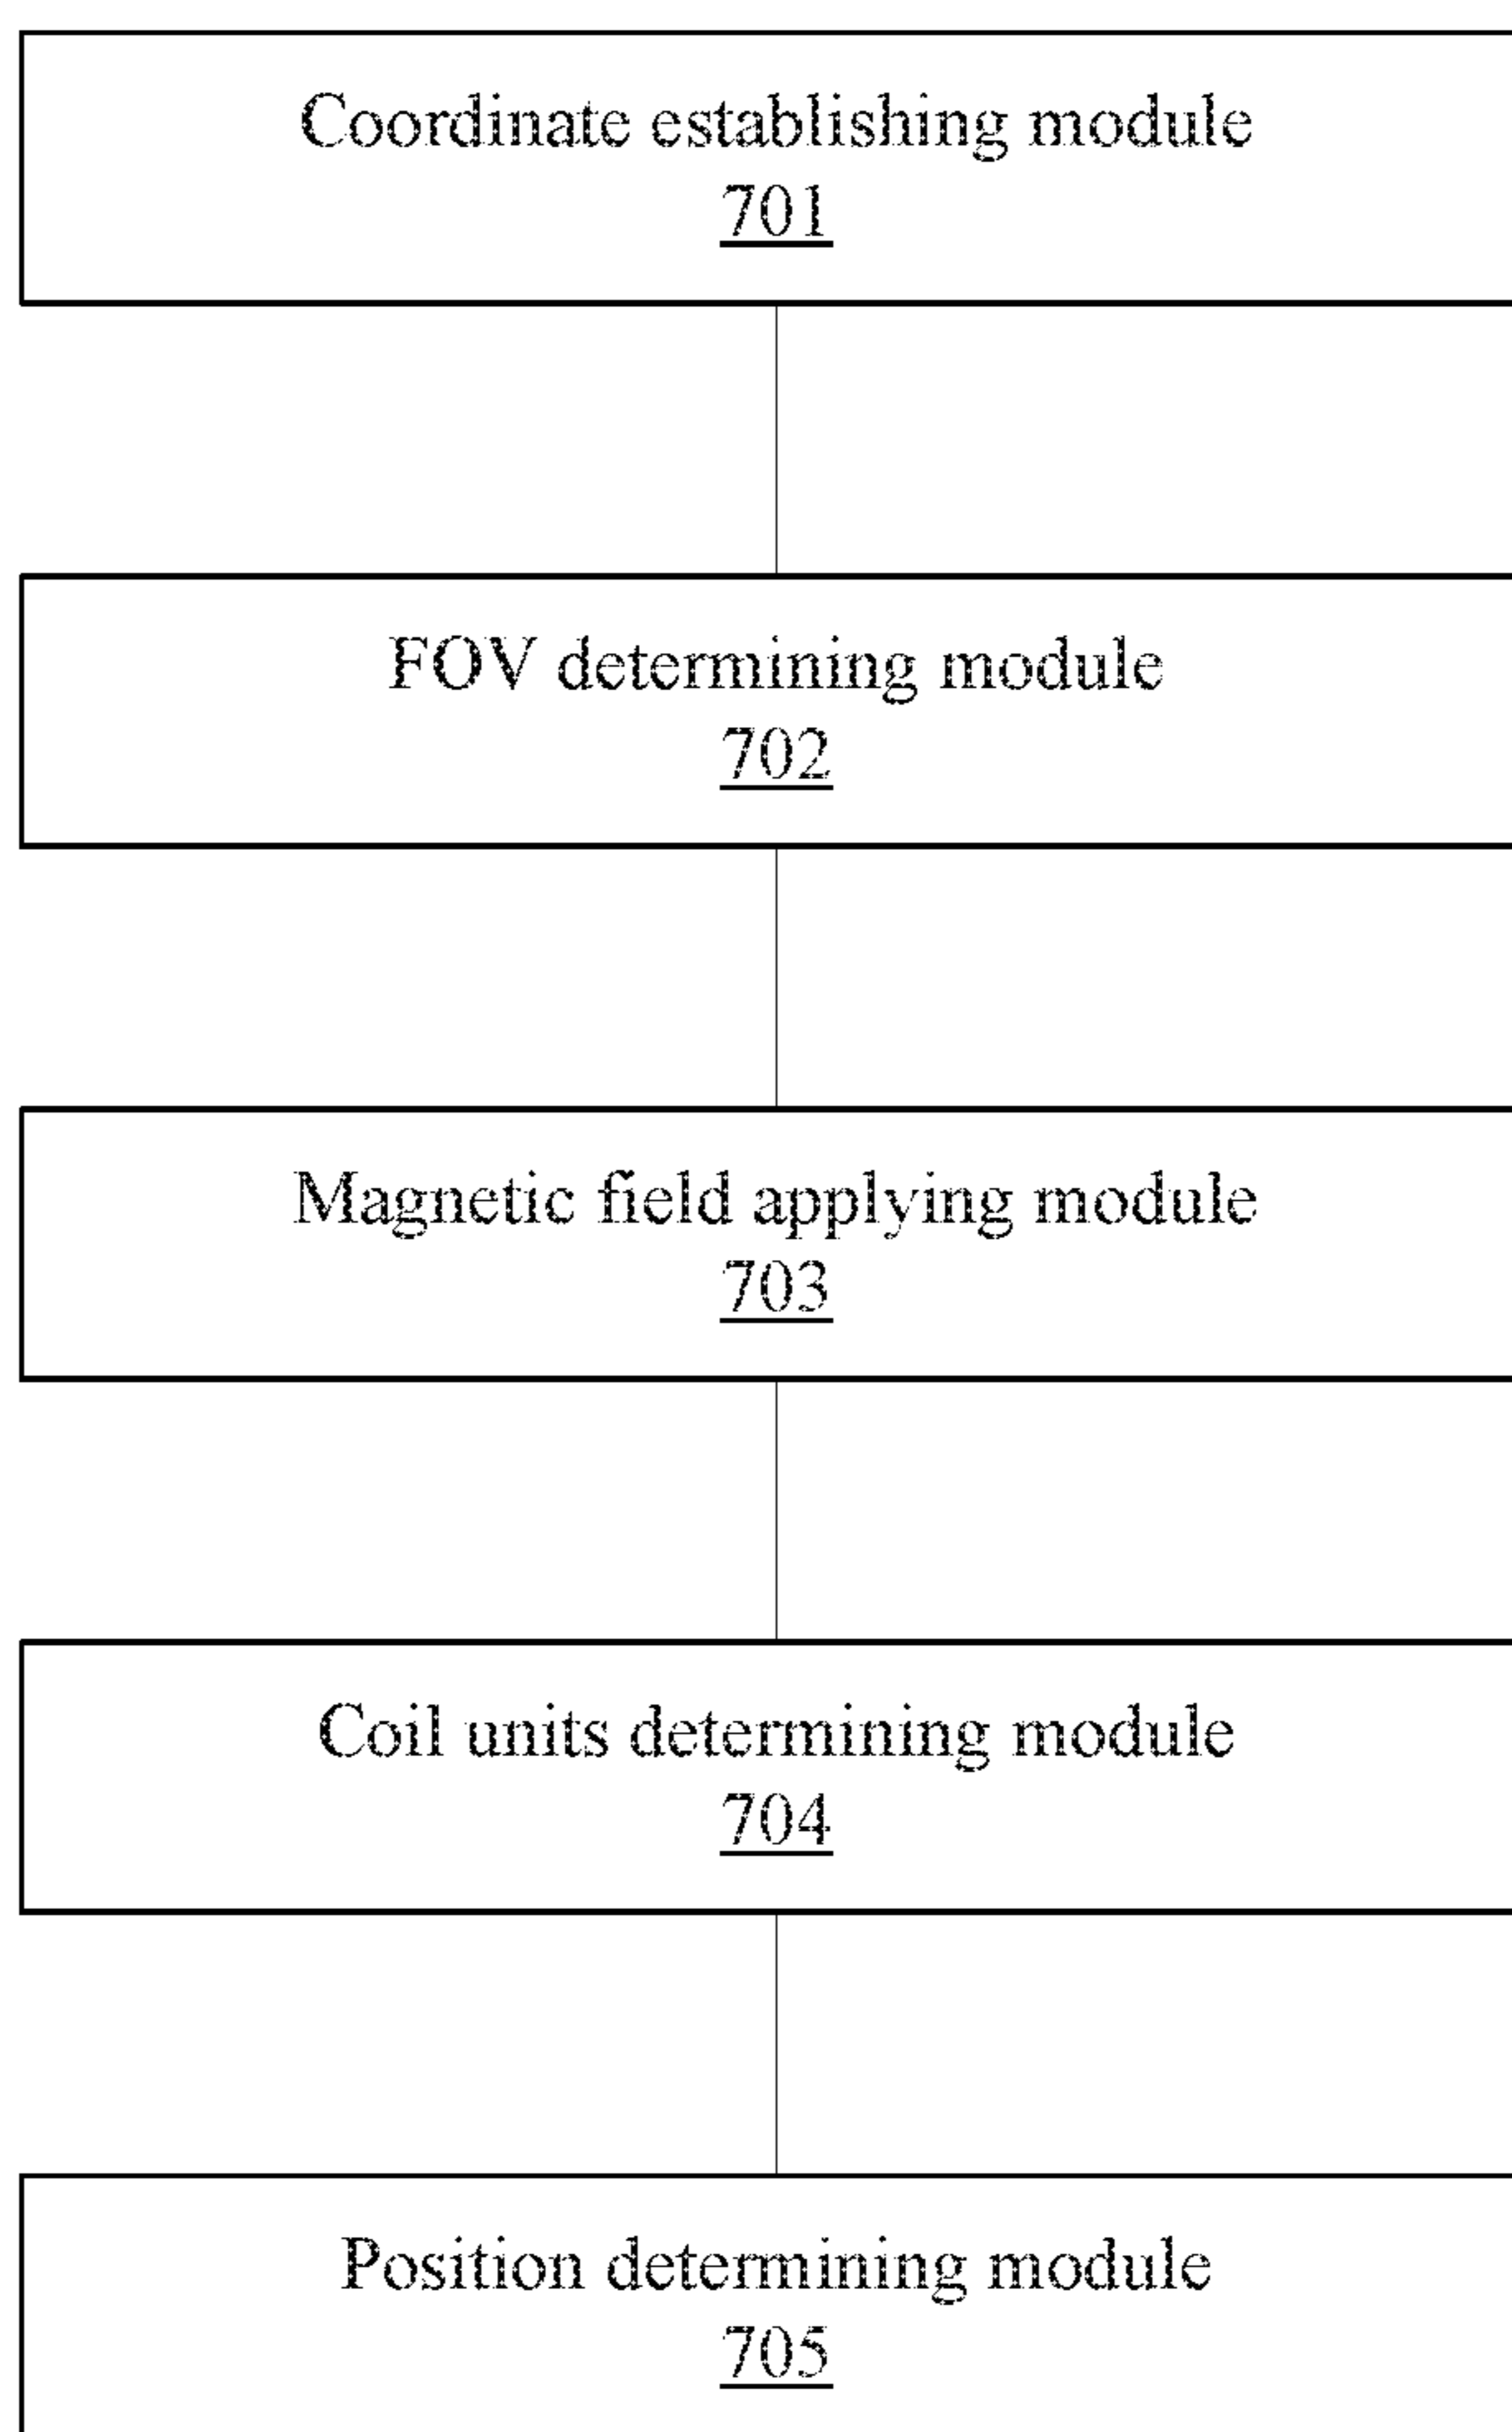 Coordinate establishing module
701
FOV determining module
702
Magnetic field applying module
703
Coil units determining module
704
Position determining module
705